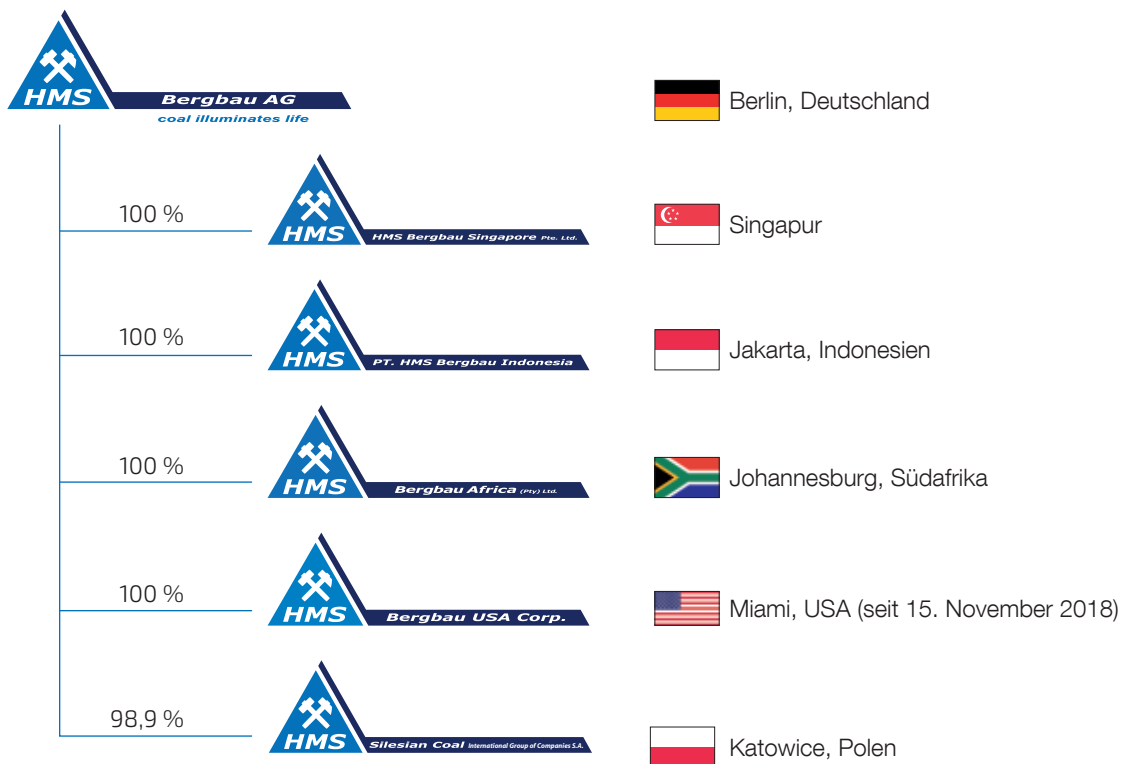 HMS
Bergbau AG
coal illuminates life
Berlin, Deutschland
100 %
HMS
HMS Bergbau Singapore Pte. Ltd.
Singapur
100 %
HMS
PT. HMS Bergbau Indonesia
Jakarta, Indonesien
100 %
HMS
Bergbau Africa (Pty) Ltd.
Johannesburg, Südafrika
100 %
HMS
Bergbau USA Corp.
Miami, USA (seit 15. November 2018)
98,9 %
HMS
Silesian Coal International Group of Companies S.A.
Katowice, Polen